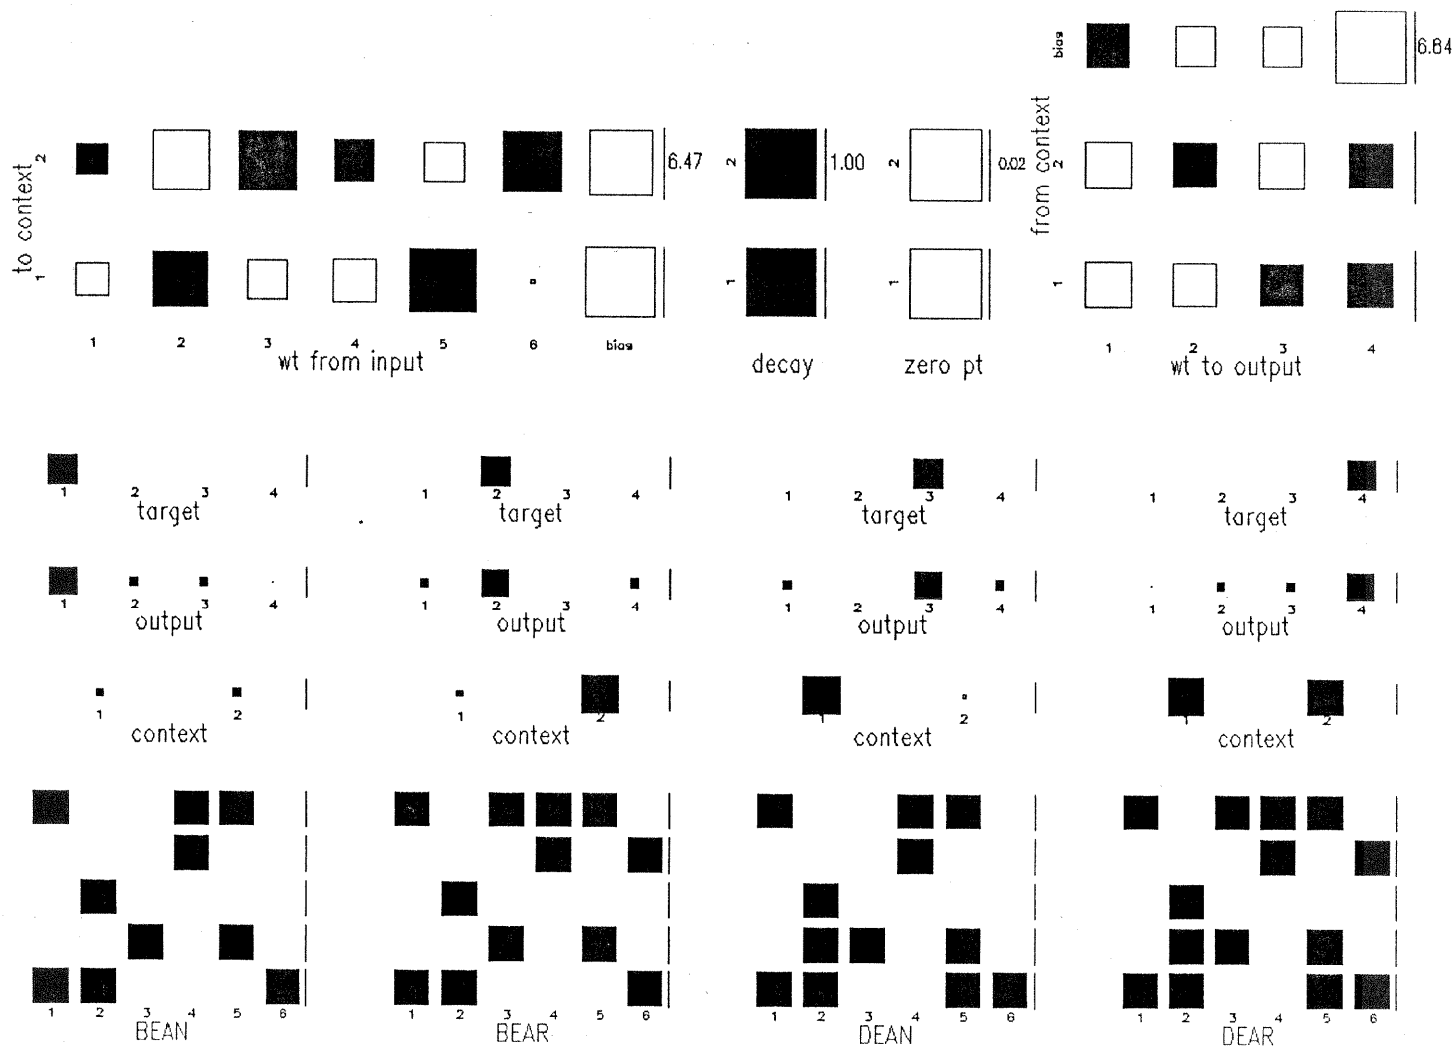 bias
6.84
to context
2
6.47
2
1.00
2
0.02
from context
2
1
1
1
1
1 2 3 4 5 6 bias
wt from input
decay
zero pt
1 2 3 4
wt to output
1 2 3 4
target
1 2 3 4
target
1 2 3 4
target
1 2 3 4
target
1 2 3 4
output
1 2 3 4
output
1 2 3 4
output
1 2 3 4
output
1 2
context
1 2
context
1 2
context
1 2
context
1 2 3 4 5 6
BEAN
1 2 3 4 5 6
BEAR
1 2 3 4 5 6
DEAN
1 2 3 4 5 6
DEAR